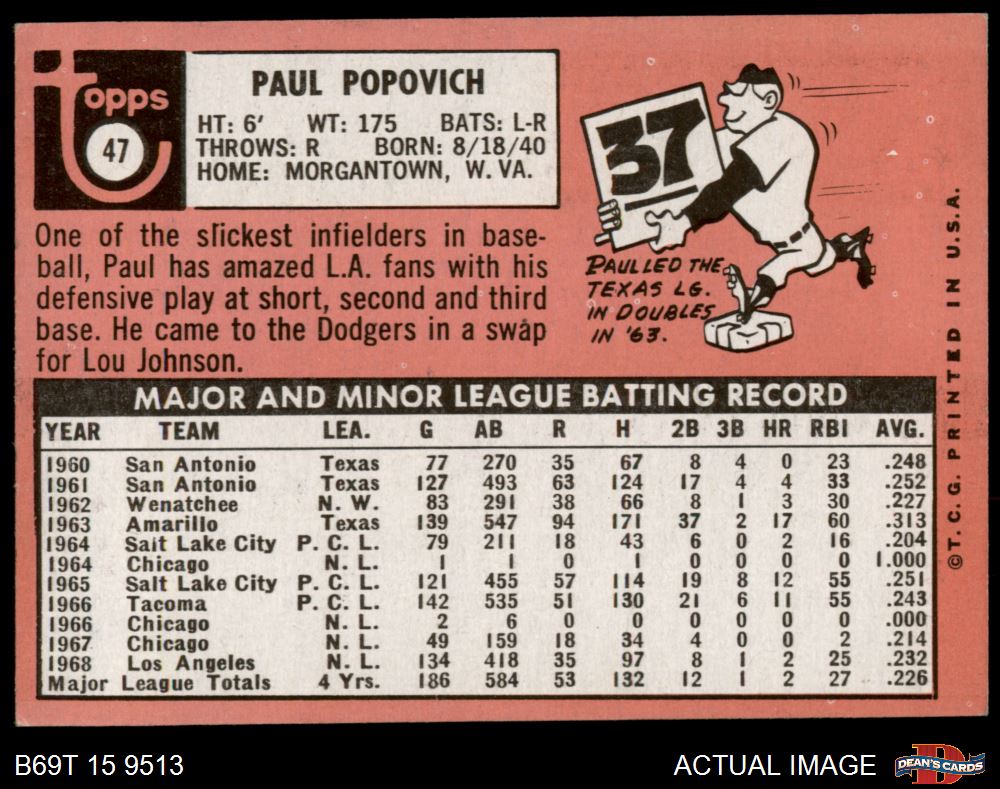 Topps
47
PAUL POPOVICH
HT: 6' WT: 175 BATS: L-R
THROWS: R BORN: 8/18/40
HOME: MORGANTOWN, W. VA.
One of the slickest infielders in base-
ball, Paul has amazed L.A. fans with his
defensive play at short, second and third
base. He came to the Dodgers in a swap
for Lou Johnson.
37
PAUL LED THE
TEXAS LG.
IN DOUBLES
IN '63.
MAJOR AND MINOR LEAGUE BATTING RECORD
YEAR TEAM LEA. G AB R H 2B 3B HR RBI AVG.
1960 San Antonio Texas 77 270 35 67 8 4 0 23 .248
1961 San Antonio Texas 127 493 63 124 17 4 4 33 .252
1962 Wenatchee N. W. 83 291 38 66 8 1 3 30 .227
1963 Amarillo Texas 139 547 94 171 37 2 17 60 .313
1964 Salt Lake City P. C. L. 79 211 18 43 6 0 2 16 .204
1964 Chicago N. L. 1 1 0 1 0 0 0 0 1.000
1965 Salt Lake City P. C. L. 121 455 57 114 19 8 12 55 .251
1966 Tacoma P. C. L. 142 535 51 130 21 6 11 55 .243
1966 Chicago N. L. 2 6 0 0 0 0 0 0 .000
1967 Chicago N. L. 49 159 18 34 4 0 0 2 .214
1968 Los Angeles N. L. 134 418 35 97 8 1 2 25 .232
Major League Totals 4 Yrs. 186 584 53 132 12 1 2 27 .226
©T. C. G. PRINTED IN U.S.A.
B69T 15 9513
ACTUAL IMAGE
D
DEAN'S CARDS